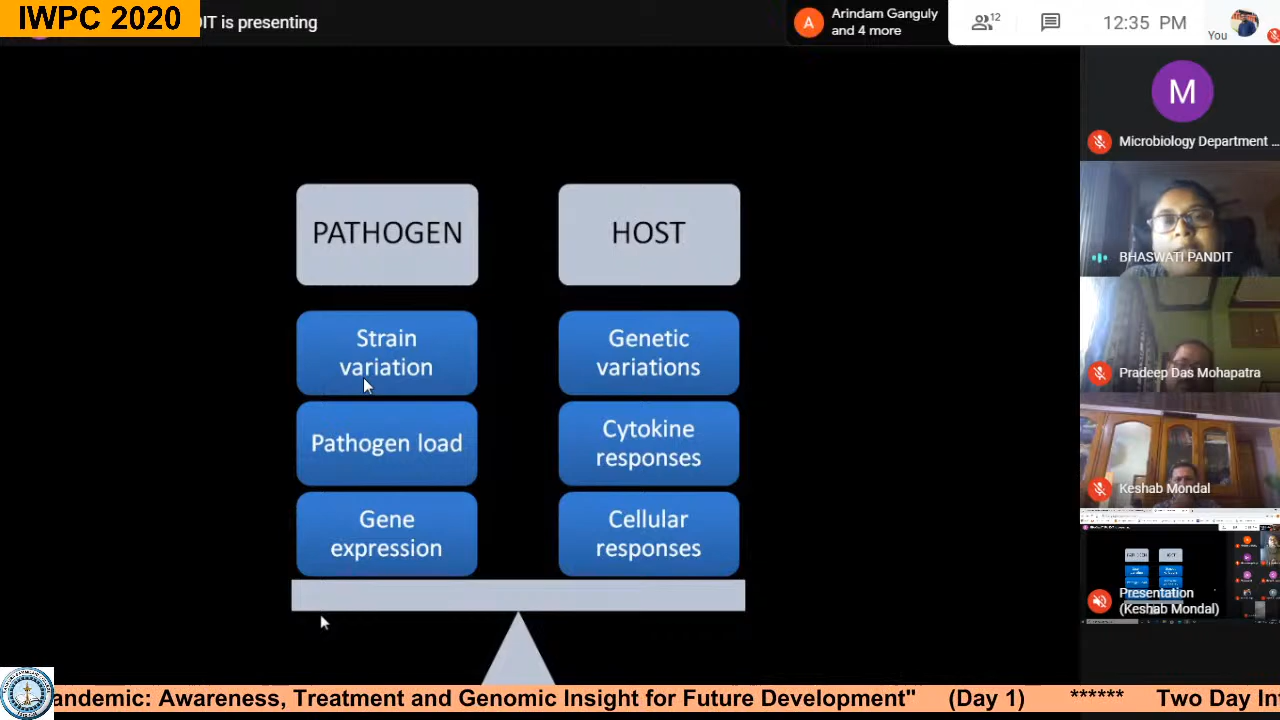 IWPC 2020
DIT is presenting
A
Arindam Ganguly
and 4 more
12
12:35 PM
You
M
Microbiology Department ...
BHASWATI PANDIT
Pradeep Das Mohapatra
Keshab Mondal
Presentation
(Keshab Mondal)
PATHOGEN
HOST
Strain
variation
Genetic
variations
Pathogen load
Cytokine
responses
Gene
expression
Cellular
responses
andemic: Awareness, Treatment and Genomic Insight for Future Development" (Day 1) ****** Two Day In